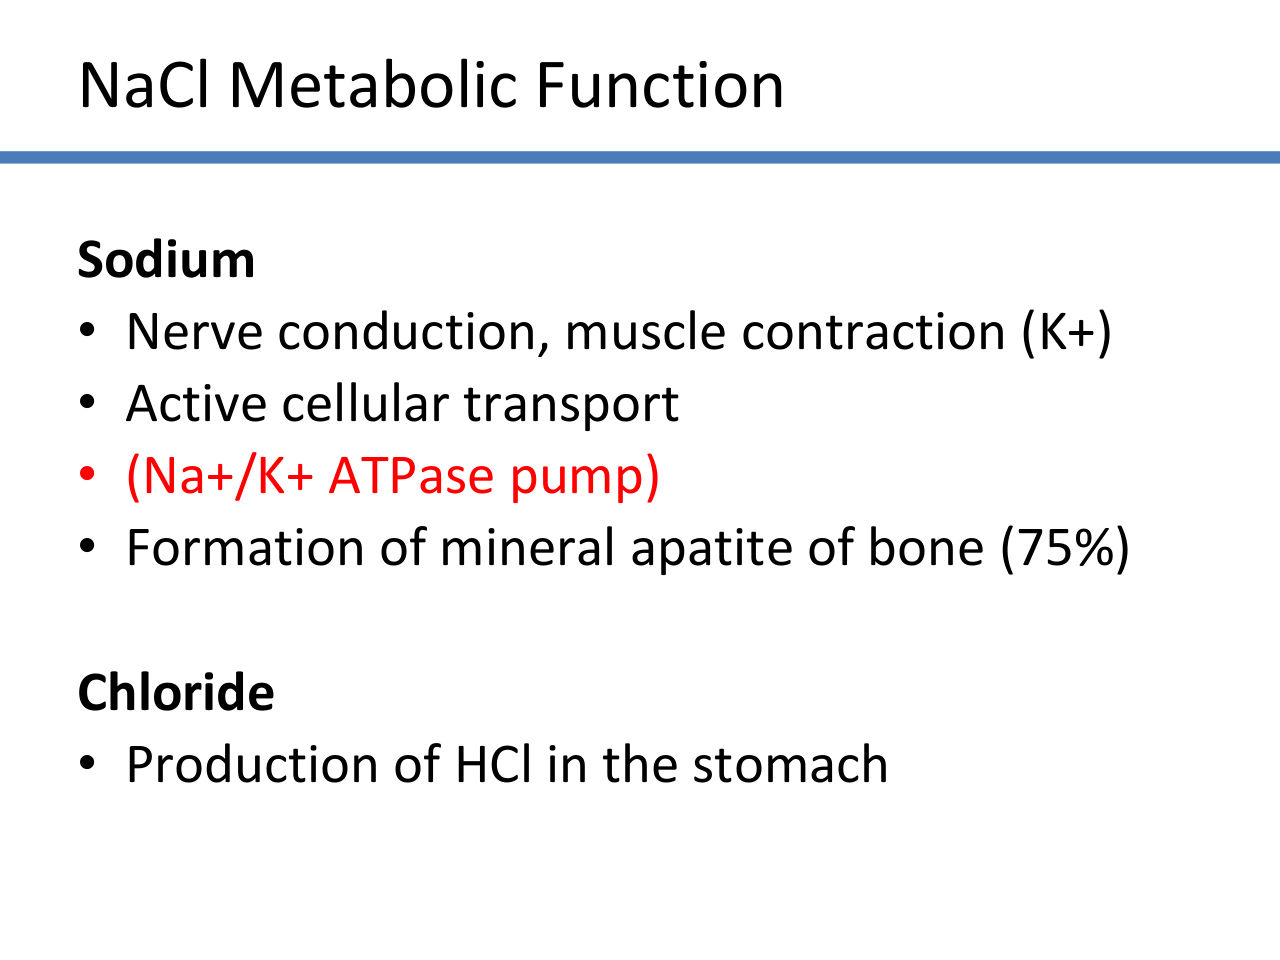 NaCl Metabolic Function
Sodium
• Nerve conduction, muscle contraction (K+)
• Active cellular transport
• (Na+/K+ ATPase pump)
• Formation of mineral apatite of bone (75%)
Chloride
• Production of HCl in the stomach